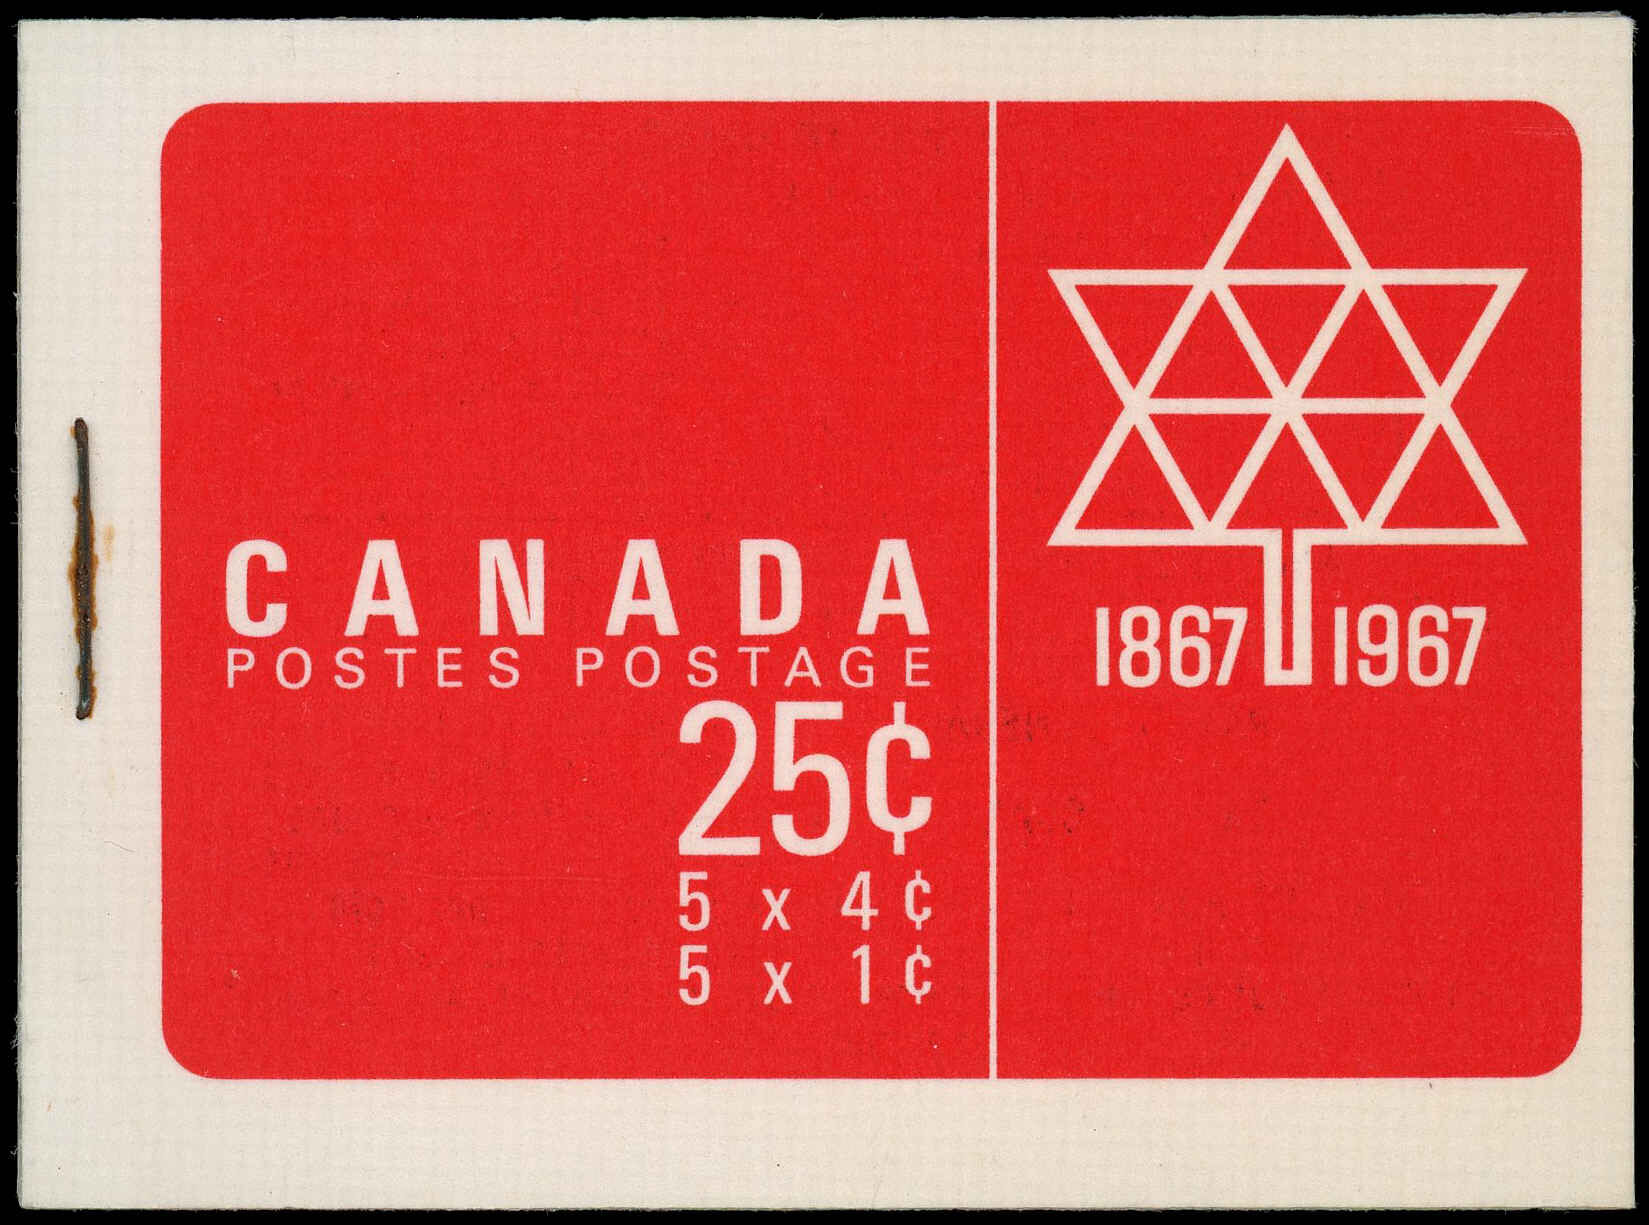 CANADA
POSTES POSTAGE
25¢
5 x 4¢
5 x 1¢
1867 1967